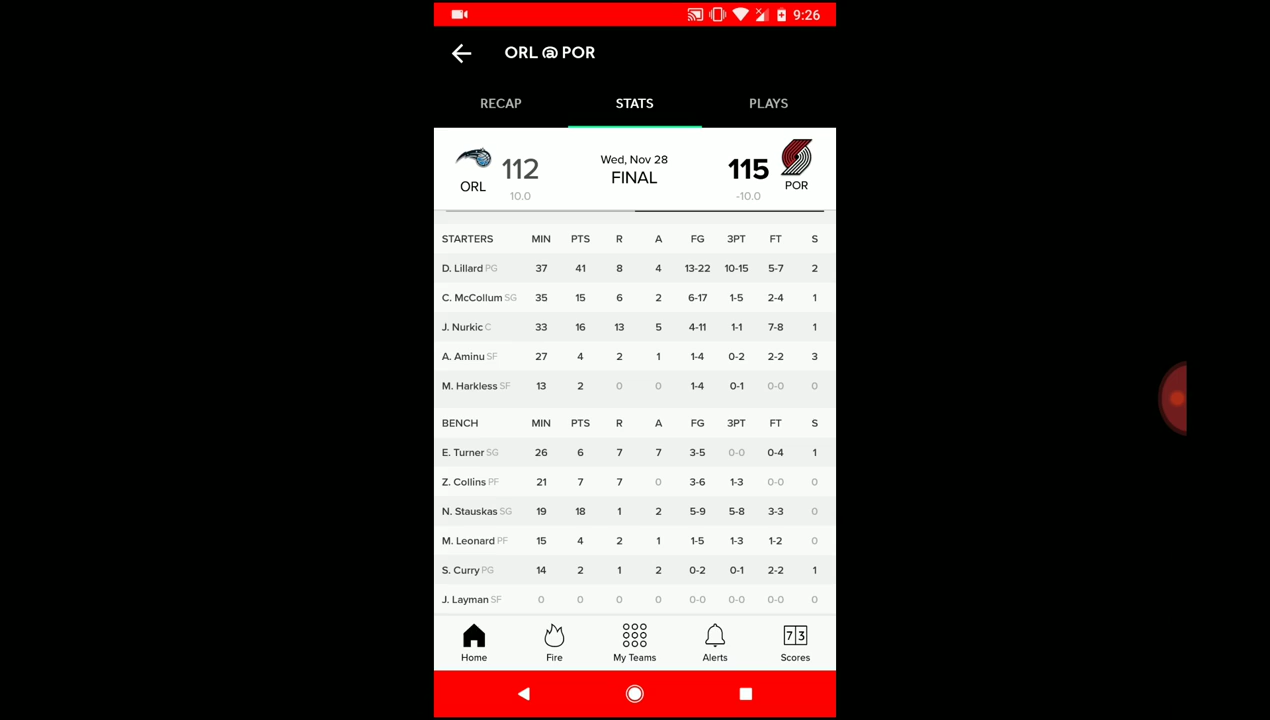 9:26
ORL @ POR
RECAP STATS PLAYS
ORL 112 Wed, Nov 28 115 POR
10.0 FINAL -10.0
STARTERS MIN PTS R A FG 3PT FT S
D. Lillard PG 37 41 8 4 13-22 10-15 5-7 2
C. McCollum SG 35 15 6 2 6-17 1-5 2-4 1
J. Nurkic C 33 16 13 5 4-11 1-1 7-8 1
A. Aminu SF 27 4 2 1 1-4 0-2 2-2 3
M. Harkless SF 13 2 0 0 1-4 0-1 0-0 0
BENCH MIN PTS R A FG 3PT FT S
E. Turner SG 26 6 7 7 3-5 0-0 0-4 1
Z. Collins PF 21 7 7 0 3-6 1-3 0-0 0
N. Stauskas SG 19 18 1 2 5-9 5-8 3-3 0
M. Leonard PF 15 4 2 1 1-5 1-3 1-2 0
S. Curry PG 14 2 1 2 0-2 0-1 2-2 1
J. Layman SF 0 0 0 0 0-0 0-0 0-0 0
7 3
Home Fire My Teams Alerts Scores